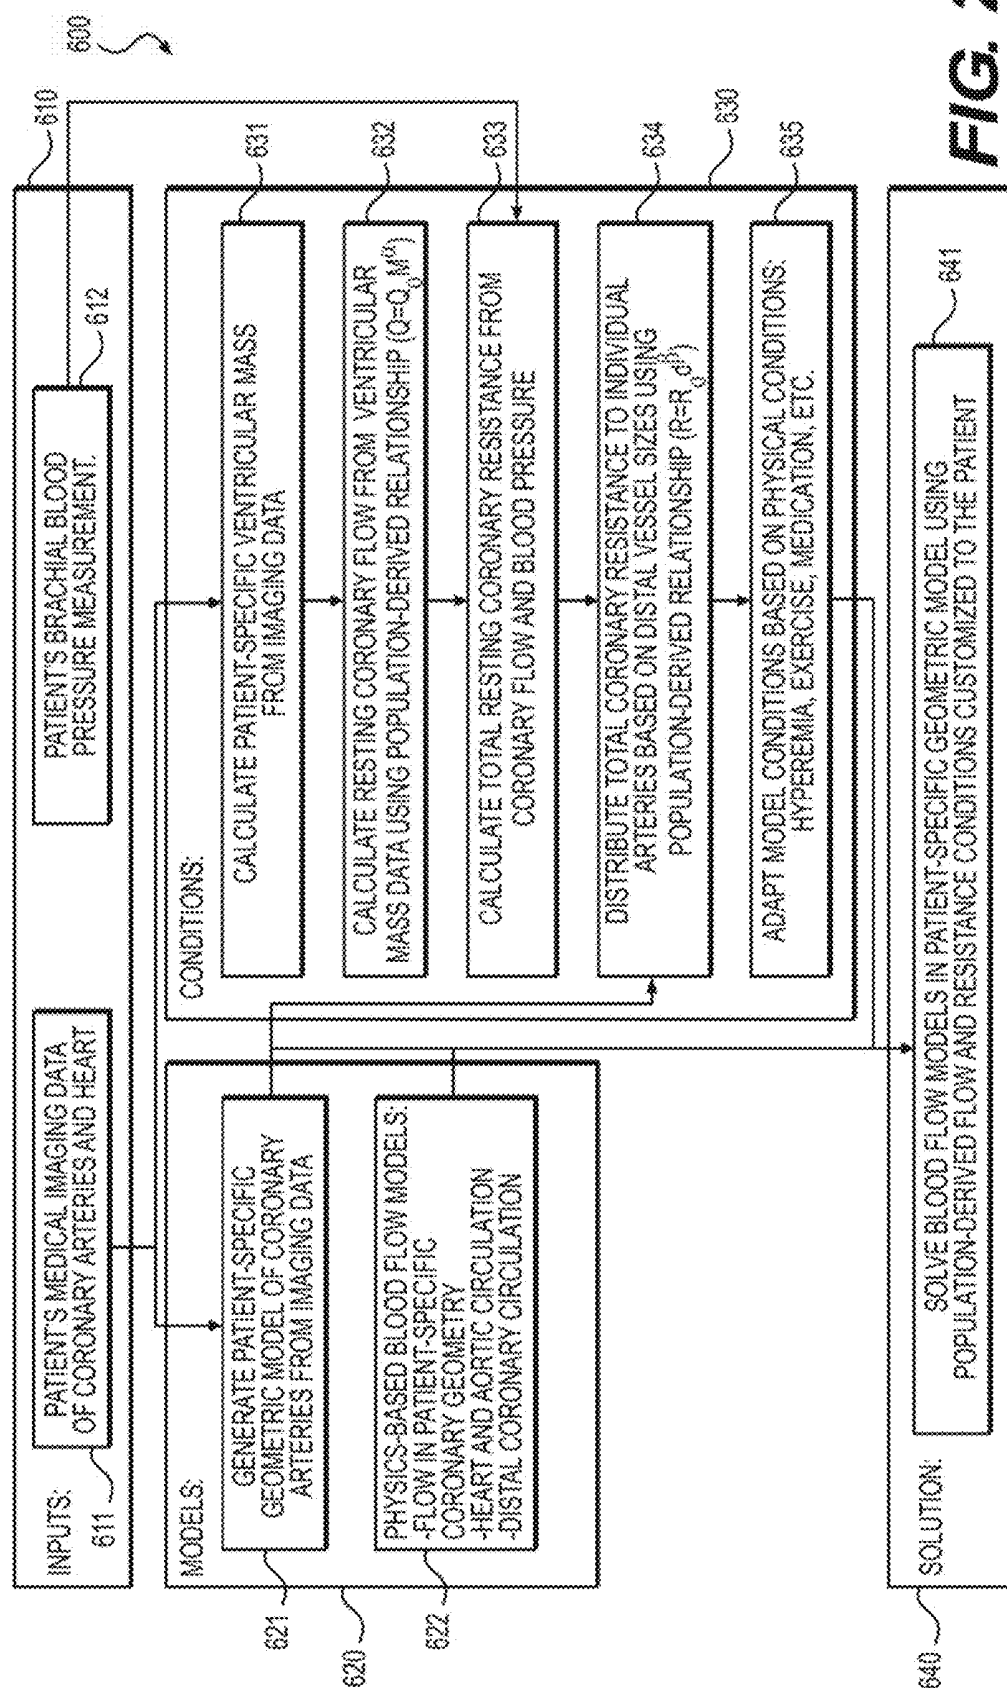 600
INPUTS:
610
611
PATIENT'S MEDICAL IMAGING DATA
OF CORONARY ARTERIES AND HEART
PATIENT'S BRACHIAL BLOOD
PRESSURE MEASUREMENT.
612
MODELS:
620
621
GENERATE PATIENT-SPECIFIC
GEOMETRIC MODEL OF CORONARY
ARTERIES FROM IMAGING DATA
622
PHYSICS-BASED BLOOD FLOW MODELS:
-FLOW IN PATIENT-SPECIFIC
CORONARY GEOMETRY
-HEART AND AORTIC CIRCULATION
-DISTAL CORONARY CIRCULATION
CONDITIONS:
630
CALCULATE PATIENT-SPECIFIC VENTRICULAR MASS
FROM IMAGING DATA
631
CALCULATE RESTING CORONARY FLOW FROM VENTRICULAR
MASS DATA USING POPULATION-DERIVED RELATIONSHIP (Q=Q₀Mᵅ)
632
CALCULATE TOTAL RESTING CORONARY RESISTANCE FROM
CORONARY FLOW AND BLOOD PRESSURE
633
DISTRIBUTE TOTAL CORONARY RESISTANCE TO INDIVIDUAL
ARTERIES BASED ON DISTAL VESSEL SIZES USING
POPULATION-DERIVED RELATIONSHIP (R=R₀dᵝ)
634
ADAPT MODEL CONDITIONS BASED ON PHYSICAL CONDITIONS:
HYPEREMIA, EXERCISE, MEDICATION, ETC.
635
SOLUTION:
640
SOLVE BLOOD FLOW MODELS IN PATIENT-SPECIFIC GEOMETRIC MODEL USING
POPULATION-DERIVED FLOW AND RESISTANCE CONDITIONS CUSTOMIZED TO THE PATIENT
641
FIG.